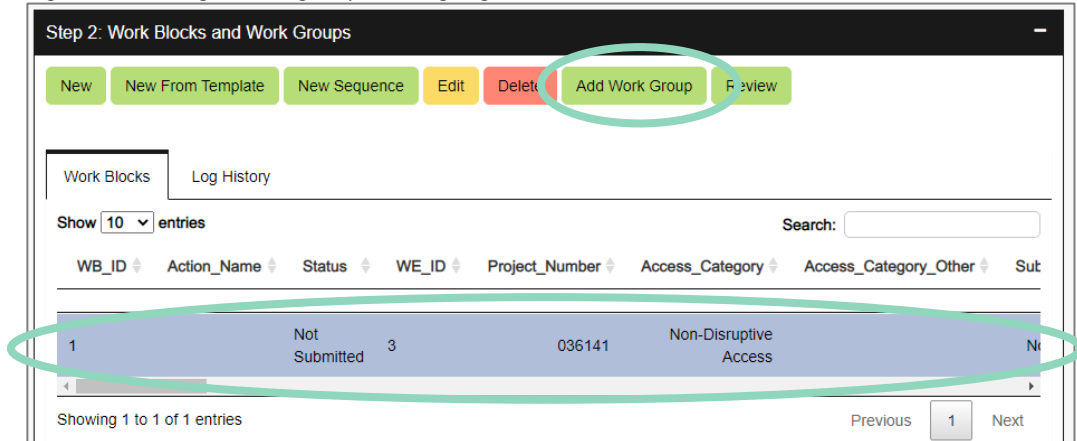 Step 2: Work Blocks and Work Groups
New New From Template New Sequence Edit Delete Add Work Group Review
Work Blocks Log History
Show 10 entries Search:
WB_ID Action_Name Status WE_ID Project_Number Access_Category Access_Category_Other Sub
1 Not Submitted 3 036141 Non-Disruptive Access No
Showing 1 to 1 of 1 entries Previous 1 Next